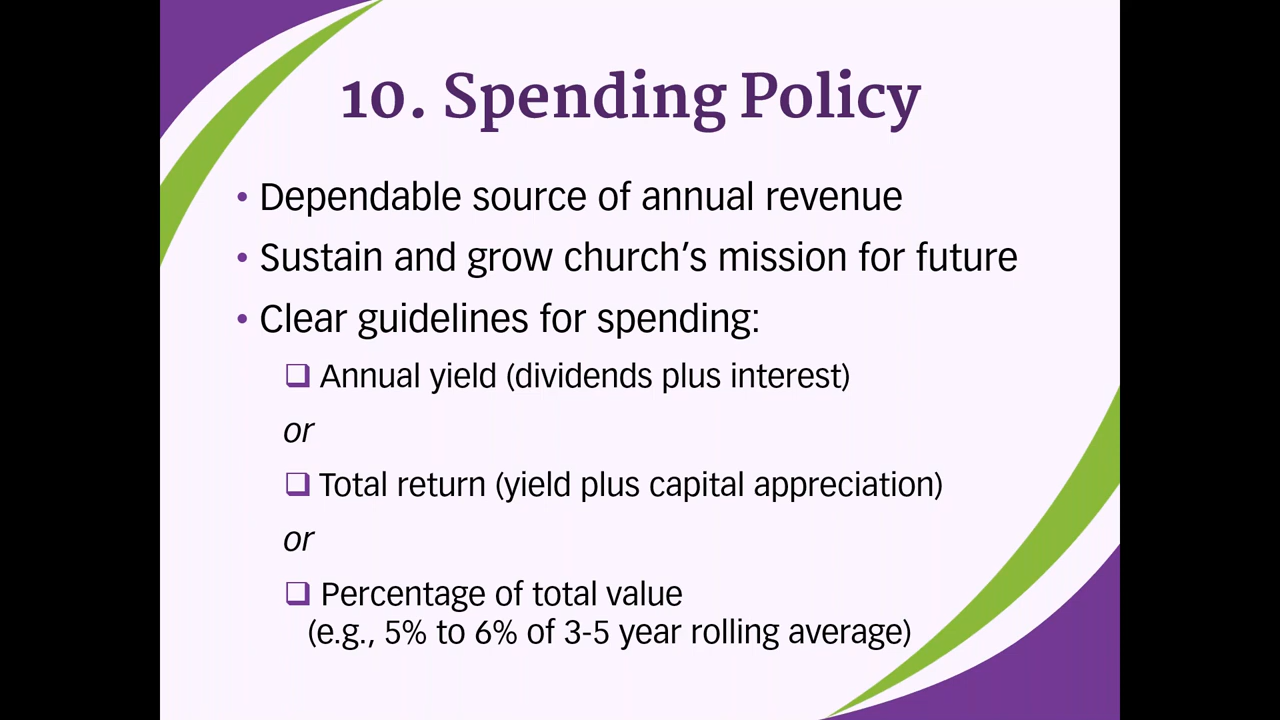 10. Spending Policy
• Dependable source of annual revenue
• Sustain and grow church’s mission for future
• Clear guidelines for spending:
❑ Annual yield (dividends plus interest)
or
❑ Total return (yield plus capital appreciation)
or
❑ Percentage of total value
(e.g., 5% to 6% of 3-5 year rolling average)